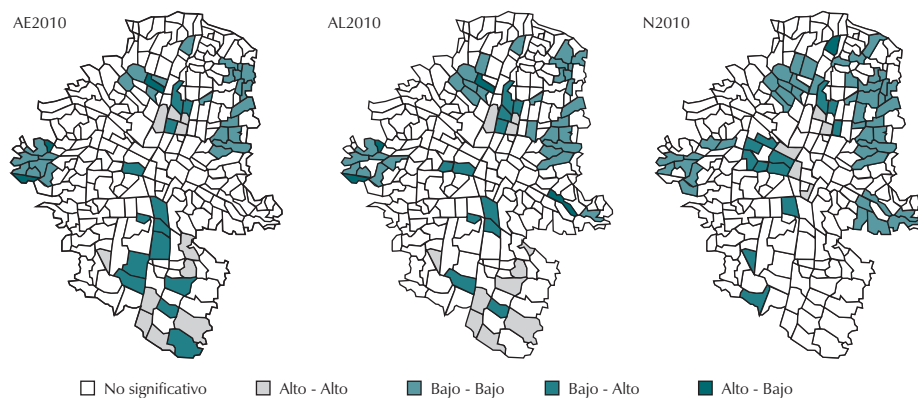 AE2010
AL2010
N2010
No significativo
Alto - Alto
Bajo - Bajo
Bajo - Alto
Alto - Bajo